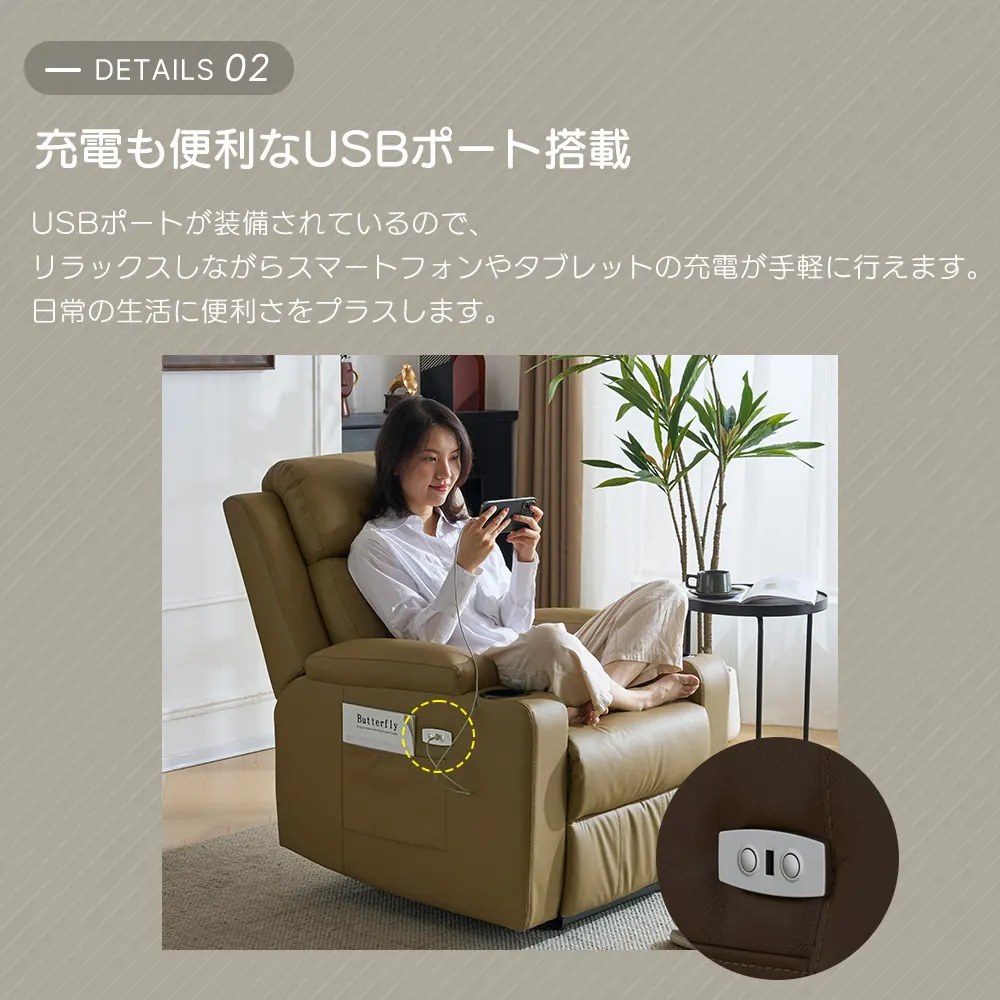 DETAILS 02
充電も便利なUSBポート搭載
USBポートが装備されているので、
リラックスしながらスマートフォンやタブレットの充電が手軽に行えます。
日常の生活に便利さをプラスします。
Butterfly